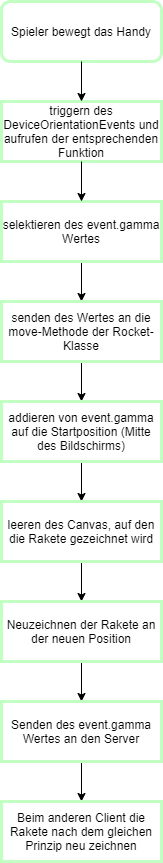 Spieler bewegt das Handy
triggern des
DeviceOrientationEvents und
aufrufen der entsprechenden
Funktion
selektieren des event.gamma
Wertes
senden des Wertes an die
move-Methode der Rocket-
Klasse
addieren von event.gamma
auf die Startposition (Mitte
des Bildschirms)
leeren des Canvas, auf den
die Rakete gezeichnet wird
Neuzeichnen der Rakete an
der neuen Position
Senden des event.gamma
Wertes an den Server
Beim anderen Client die
Rakete nach dem gleichen
Prinzip neu zeichnen